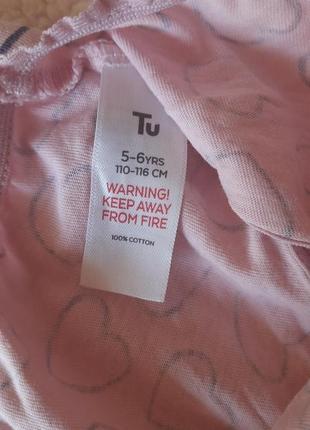 Tu
5-6YRS
110-116 CM
WARNING!
KEEP AWAY
FROM FIRE
100% COTTON